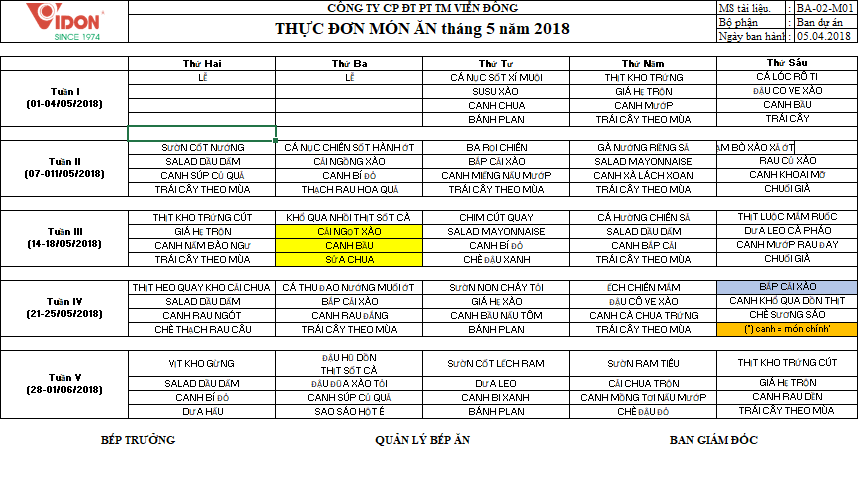 VIDON
SINCE 1974
CÔNG TY CP ĐT PT TM VIỄN ĐÔNG
THỰC ĐƠN MÓN ĂN tháng 5 năm 2018
MS tài liệu. : BA-02-M01
Bộ phận : Ban dự án
Ngày ban hành : 05.04.2018
Thứ Hai Thứ Ba Thứ Tư Thứ Năm Thứ Sáu
Tuần I
(01-04/05/2018)
LỄ LỄ CÁ NỤC SỐT XÍ MUỘI THỊT KHO TRỨNG CÁ LÓC RÔ TI
SUSU XÀO GIÁ HẸ TRỘN ĐẬU CO VE XÀO
CANH CHUA CANH MƯỚP CANH BẦU
BÁNH PLAN TRÁI CÂY THEO MÙA TRÁI CÂY
Tuần II
(07-011/05/2018)
SƯỜN CỐT NƯỚNG CÁ NỤC CHIÊN SỐT HÀNH ỚT BA RỌI CHIÊN GÀ NƯỚNG RIỀNG SẢ ẠM BÒ XÀO XẢ ỚT
SALAD DẦU DẤM CẢI NGỒNG XÀO BẮP CẢI XÀO SALAD MAYONNAISE RAU CỦ XÀO
CANH SÚP CỦ QUẢ CANH BÍ ĐỎ CANH MIẾNG NẤU MƯỚP CANH XÀ LÁCH XOAN CANH KHOAI MỠ
TRÁI CÂY THEO MÙA THẠCH RAU HOA QUẢ TRÁI CÂY THEO MÙA TRÁI CÂY THEO MÙA CHUỐI GIÀ
Tuần III
(14-18/05/2018)
THỊT KHO TRỨNG CÚT KHỔ QUA NHỒI THỊT SỐT CÀ CHIM CÚT QUAY CÁ HƯỜNG CHIÊN SẢ THỊT LUỘC MẮM RUỐC
GIÁ HẸ TRỘN CẢI NGỌT XÀO SALAD MAYONNAISE SALAD DẦU DẤM DƯA LEO CÀ PHÁO
CANH NẤM BÀO NGƯ CANH BẦU CANH BÍ ĐỎ CANH BẮP CẢI CANH MƯỚP RAU ĐAY
TRÁI CÂY THEO MÙA SỮA CHUA CHÈ ĐẬU XANH TRÁI CÂY THEO MÙA CHUỐI GIÀ
Tuần IV
(21-25/05/2018)
THỊT HEO QUAY KHO CẢI CHUA CÁ THU ĐAO NƯỚNG MUỐI ỚT SƯỜN NON CHÁY TỎI ẾCH CHIÊN MẮM BẮP CẢI XÀO
SALAD DẦU DẤM BẮP CẢI XÀO GIÁ HẸ XÀO ĐẬU CÔ VE XÀO CANH KHỔ QUA DỒN THỊT
CANH RAU NGÓT CANH RAU ĐẮNG CANH BẦU NẤU TÔM CANH CÀ CHUA TRỨNG CHÈ SƯƠNG SÁO
CHÈ THẠCH RAU CÂU TRÁI CÂY THEO MÙA BÁNH PLAN TRÁI CÂY THEO MÙA (*) canh = món chính'
Tuần V
(28-01/06/2018)
VỊT KHO GỪNG ĐẬU HŨ DỒN THỊT SỐT CÀ SƯỜN CỐT LẾCH RAM SƯỜN RAM TIÊU THỊT KHO TRỨNG CÚT
SALAD DẦU DẤM ĐẬU ĐŨA XÀO TỎI DƯA LEO CẢI CHUA TRỘN GIÁ HẸ TRỘN
CANH BÍ ĐỎ CANH SÚP CỦ QUẢ CANH BI XANH CANH MỒNG TƠI NẤU MƯỚP CANH RAU DỀN
DƯA HẤU SAO SÁO HỘT É BÁNH PLAN CHÈ ĐẬU ĐỎ TRÁI CÂY THEO MÙA
BẾP TRƯỞNG QUẢN LÝ BẾP ĂN BAN GIÁM ĐỐC